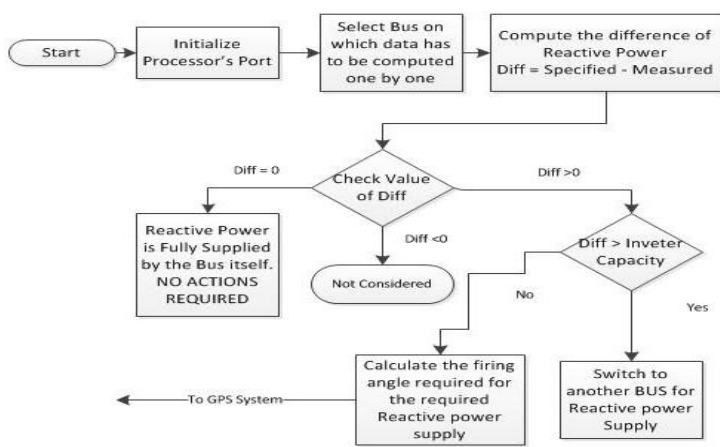 Start
Initialize
Processor's Port
Select Bus on
which data has
to be computed
one by one
Compute the difference of
Reactive Power
Diff = Specified - Measured
Diff = 0
Check Value
of Diff
Diff >0
Reactive Power
is Fully Supplied
by the Bus itself.
NO ACTIONS
REQUIRED
Diff <0
Not Considered
Diff > Inveter
Capacity
No
Yes
Calculate the firing
angle required for
the required
Reactive power
supply
To GPS System
Switch to
another BUS for
Reactive power
Supply